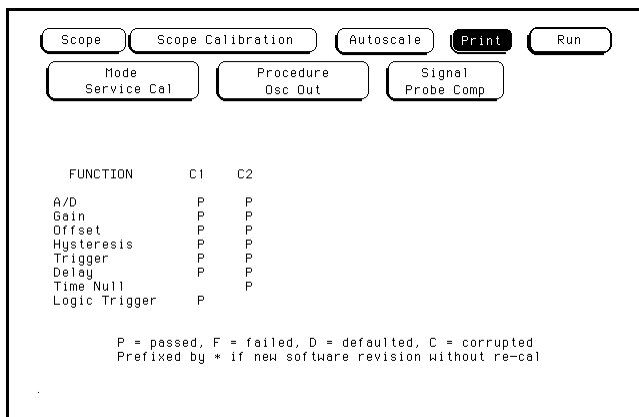 Scope Scope Calibration Autoscale Print Run
Mode Procedure Signal
Service Cal Osc Out Probe Comp
FUNCTION C1 C2
A/D P P
Gain P P
Offset P P
Hysteresis P P
Trigger P P
Delay P P
Time Null P
Logic Trigger P
P = passed, F = failed, D = defaulted, C = corrupted
Prefixed by * if new software revision without re-cal